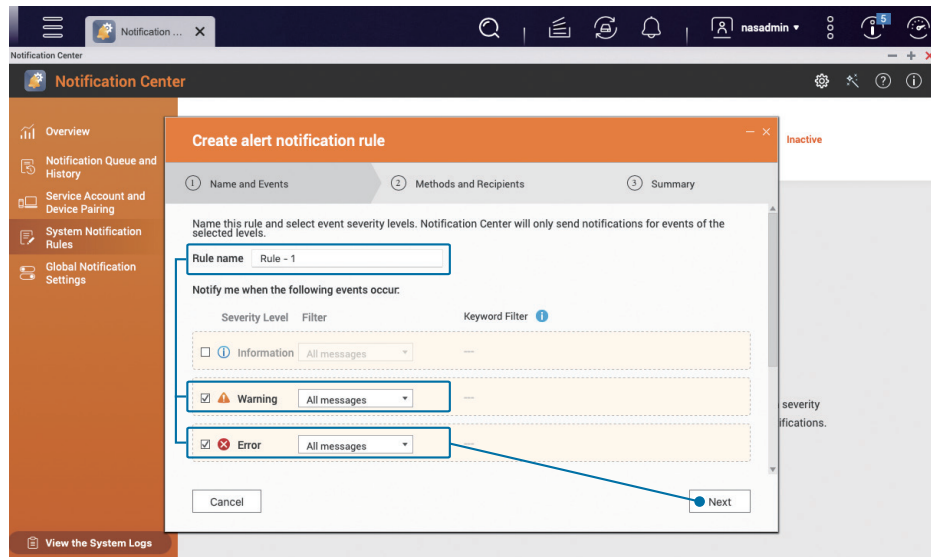 Notification ...
nasadmin
5
Notification Center
Notification Center
Overview
Notification Queue and
History
Service Account and
Device Pairing
System Notification
Rules
Global Notification
Settings
View the System Logs
Inactive
Create alert notification rule
1 Name and Events
2 Methods and Recipients
3 Summary
Name this rule and select event severity levels. Notification Center will only send notifications for events of the
selected levels.
Rule name Rule - 1
Notify me when the following events occur:
Severity Level Filter Keyword Filter
Information All messages —
Warning All messages —
Error All messages —
Cancel Next
severity
ifications.